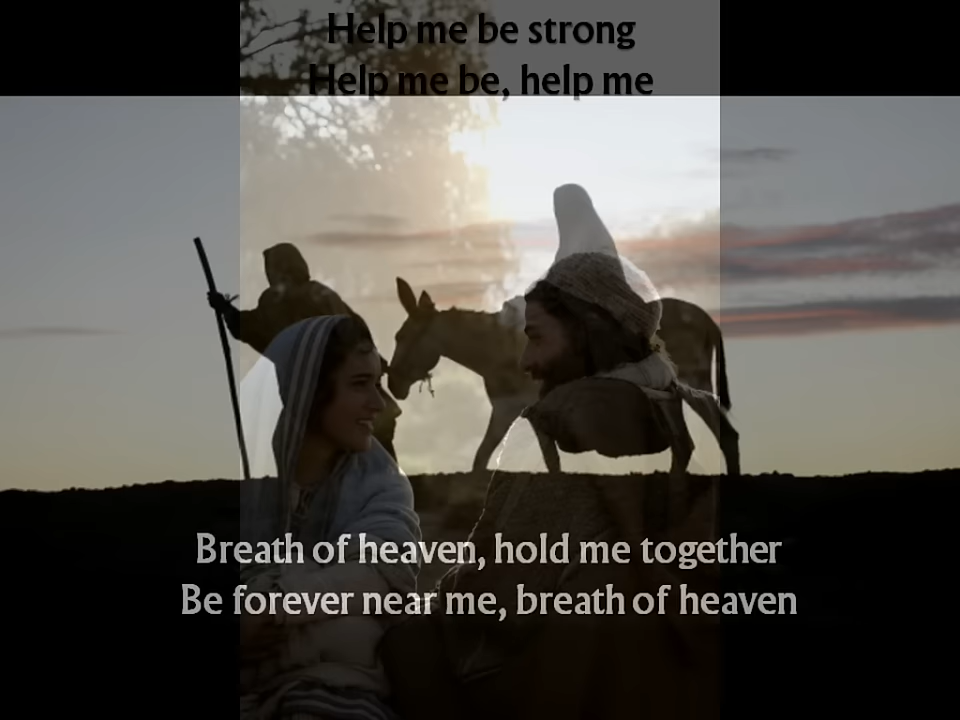 Help me be strong
Help me be, help me
Breath of heaven, hold me together
Be forever near me, breath of heaven